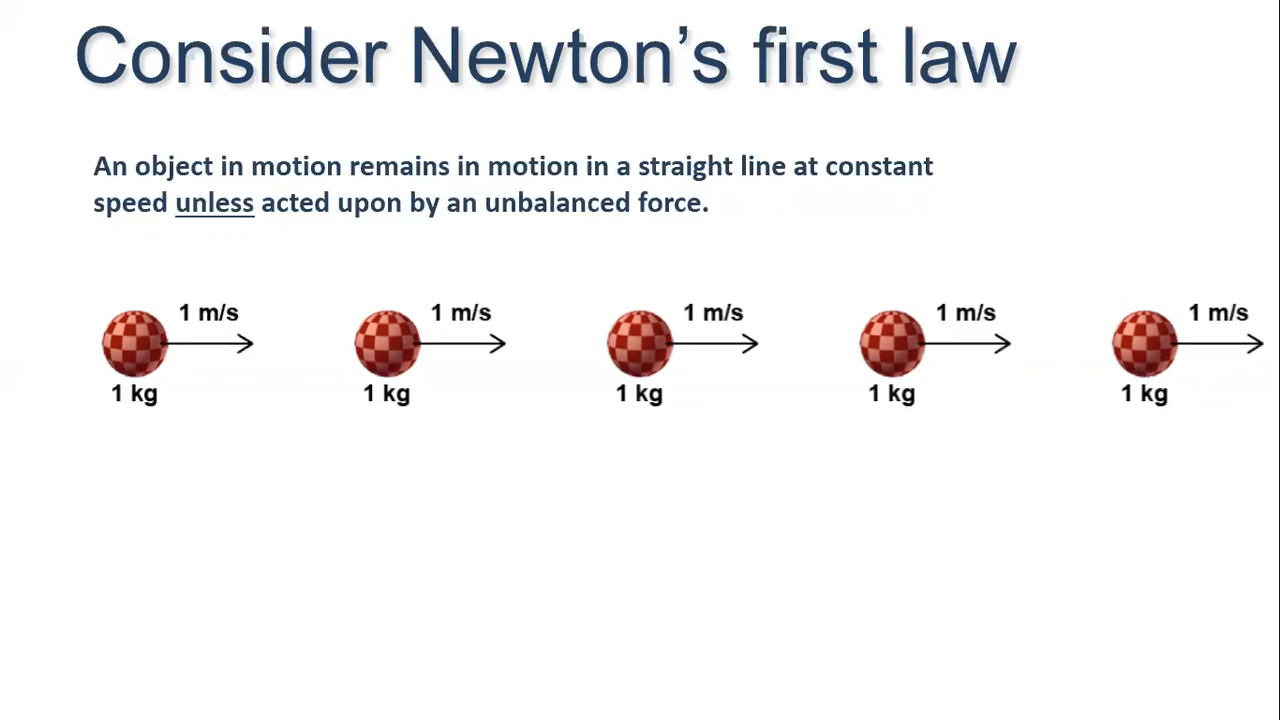 Consider Newton’s first law
An object in motion remains in motion in a straight line at constant
speed unless acted upon by an unbalanced force.
1 m/s 1 m/s 1 m/s 1 m/s 1 m/s
1 kg 1 kg 1 kg 1 kg 1 kg